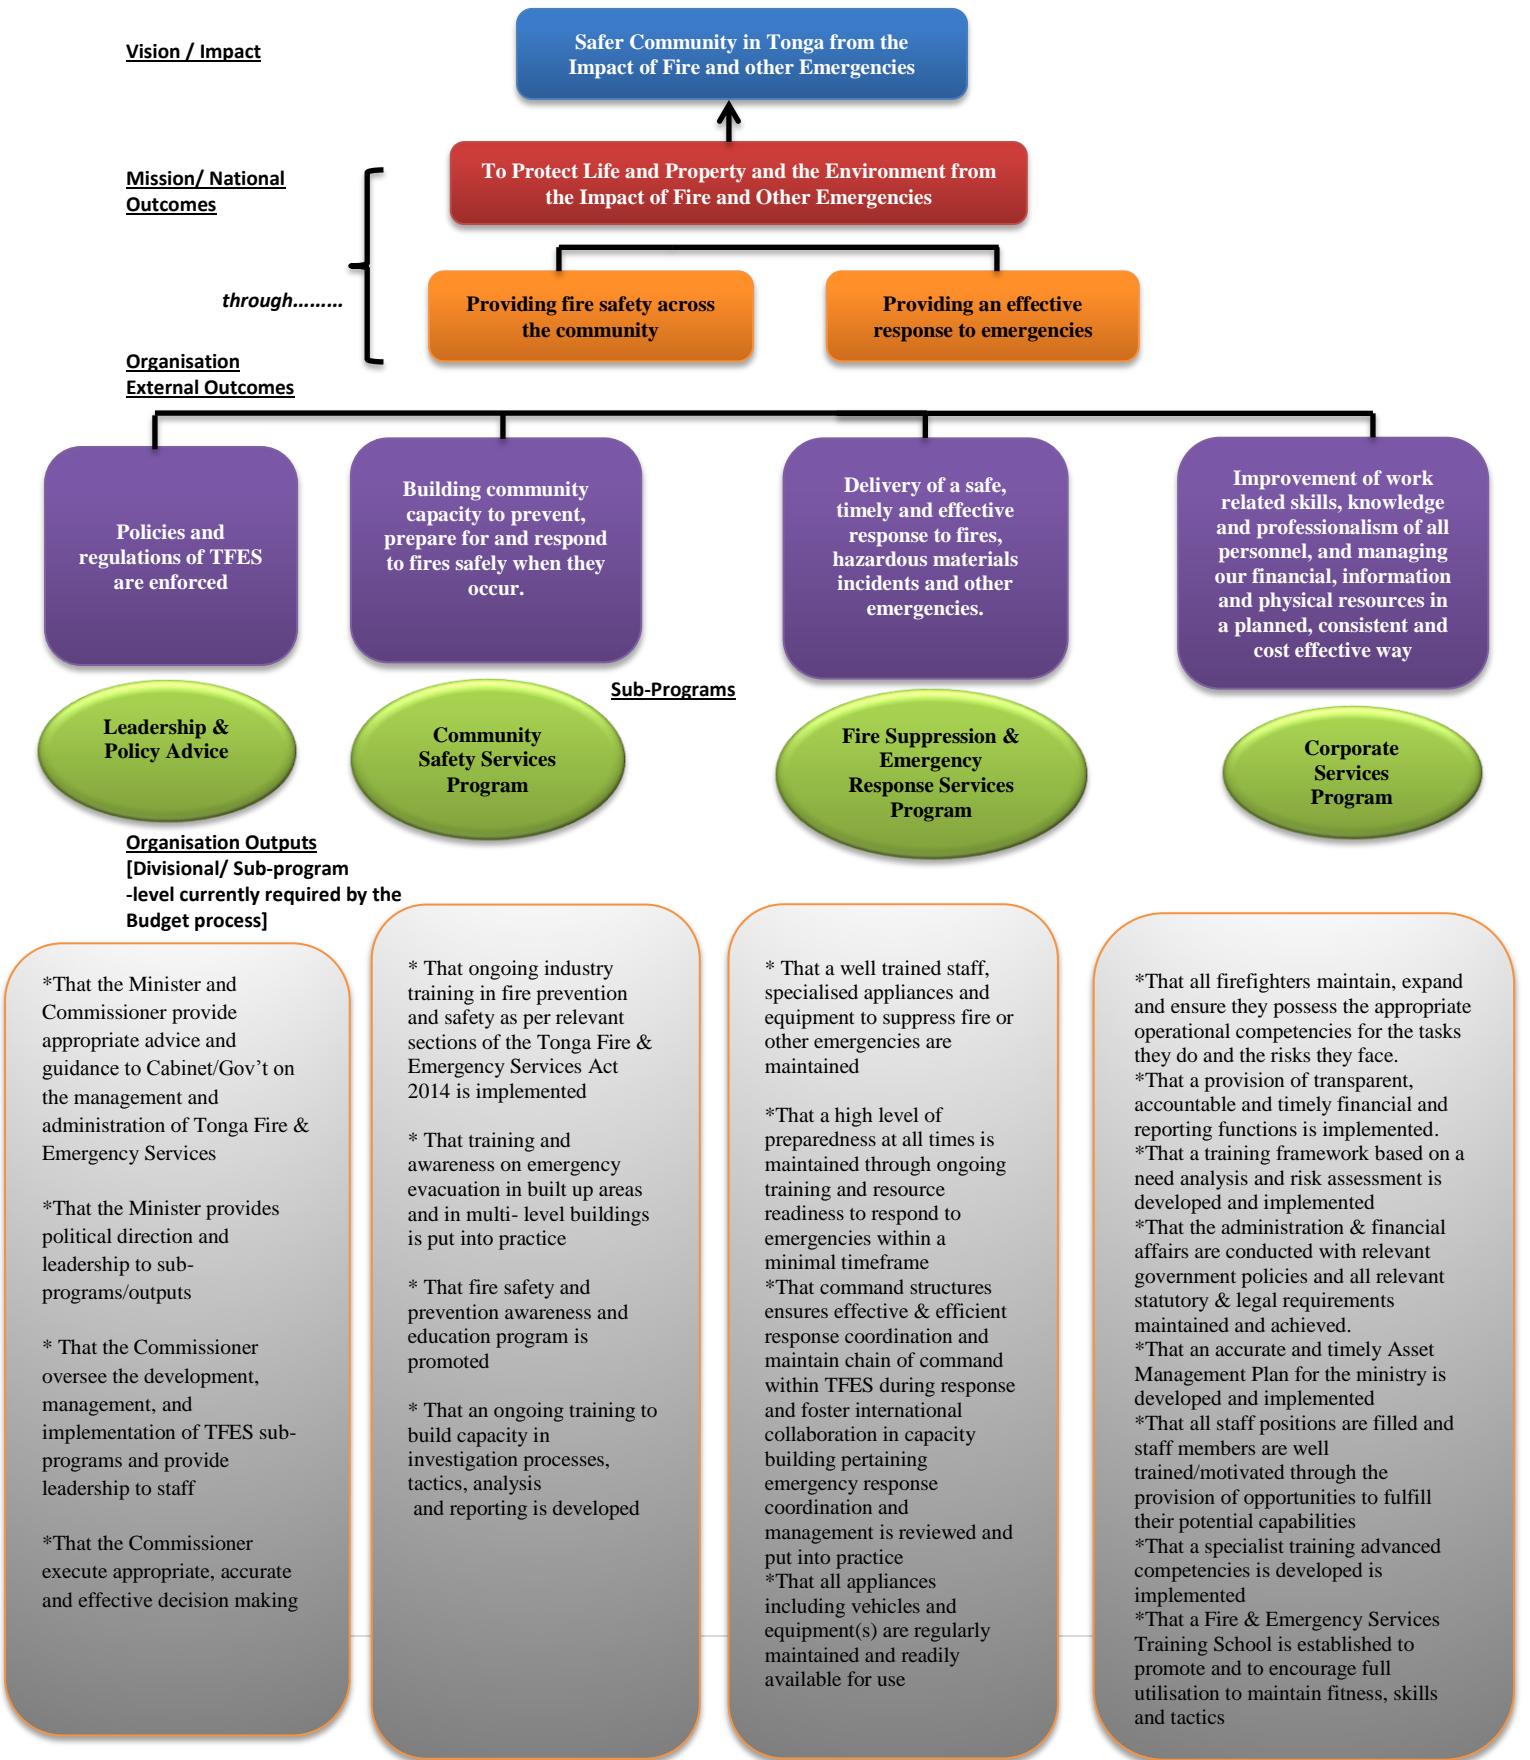 Vision / Impact
Safer Community in Tonga from the
Impact of Fire and other Emergencies
Mission/ National
Outcomes
To Protect Life and Property and the Environment from
the Impact of Fire and Other Emergencies
through.........
Providing fire safety across
the community
Providing an effective
response to emergencies
Organisation
External Outcomes
Policies and
regulations of TFES
are enforced
Building community
capacity to prevent,
prepare for and respond
to fires safely when they
occur.
Delivery of a safe,
timely and effective
response to fires,
hazardous materials
incidents and other
emergencies.
Improvement of work
related skills, knowledge
and professionalism of all
personnel, and managing
our financial, information
and physical resources in
a planned, consistent and
cost effective way
Sub-Programs
Leadership &
Policy Advice
Community
Safety Services
Program
Fire Suppression &
Emergency
Response Services
Program
Corporate
Services
Program
Organisation Outputs
[Divisional/ Sub-program
-level currently required by the
Budget process]
*That the Minister and
Commissioner provide
appropriate advice and
guidance to Cabinet/Gov’t on
the management and
administration of Tonga Fire &
Emergency Services
*That the Minister provides
political direction and
leadership to sub-
programs/outputs
* That the Commissioner
oversee the development,
management, and
implementation of TFES sub-
programs and provide
leadership to staff
*That the Commissioner
execute appropriate, accurate
and effective decision making
* That ongoing industry
training in fire prevention
and safety as per relevant
sections of the Tonga Fire &
Emergency Services Act
2014 is implemented
* That training and
awareness on emergency
evacuation in built up areas
and in multi- level buildings
is put into practice
* That fire safety and
prevention awareness and
education program is
promoted
* That an ongoing training to
build capacity in
investigation processes,
tactics, analysis
and reporting is developed
* That a well trained staff,
specialised appliances and
equipment to suppress fire or
other emergencies are
maintained
*That a high level of
preparedness at all times is
maintained through ongoing
training and resource
readiness to respond to
emergencies within a
minimal timeframe
*That command structures
ensures effective & efficient
response coordination and
maintain chain of command
within TFES during response
and foster international
collaboration in capacity
building pertaining
emergency response
coordination and
management is reviewed and
put into practice
*That all appliances
including vehicles and
equipment(s) are regularly
maintained and readily
available for use
*That all firefighters maintain, expand
and ensure they possess the appropriate
operational competencies for the tasks
they do and the risks they face.
*That a provision of transparent,
accountable and timely financial and
reporting functions is implemented.
*That a training framework based on a
need analysis and risk assessment is
developed and implemented
*That the administration & financial
affairs are conducted with relevant
government policies and all relevant
statutory & legal requirements
maintained and achieved.
*That an accurate and timely Asset
Management Plan for the ministry is
developed and implemented
*That all staff positions are filled and
staff members are well
trained/motivated through the
provision of opportunities to fulfill
their potential capabilities
*That a specialist training advanced
competencies is developed is
implemented
*That a Fire & Emergency Services
Training School is established to
promote and to encourage full
utilisation to maintain fitness, skills
and tactics